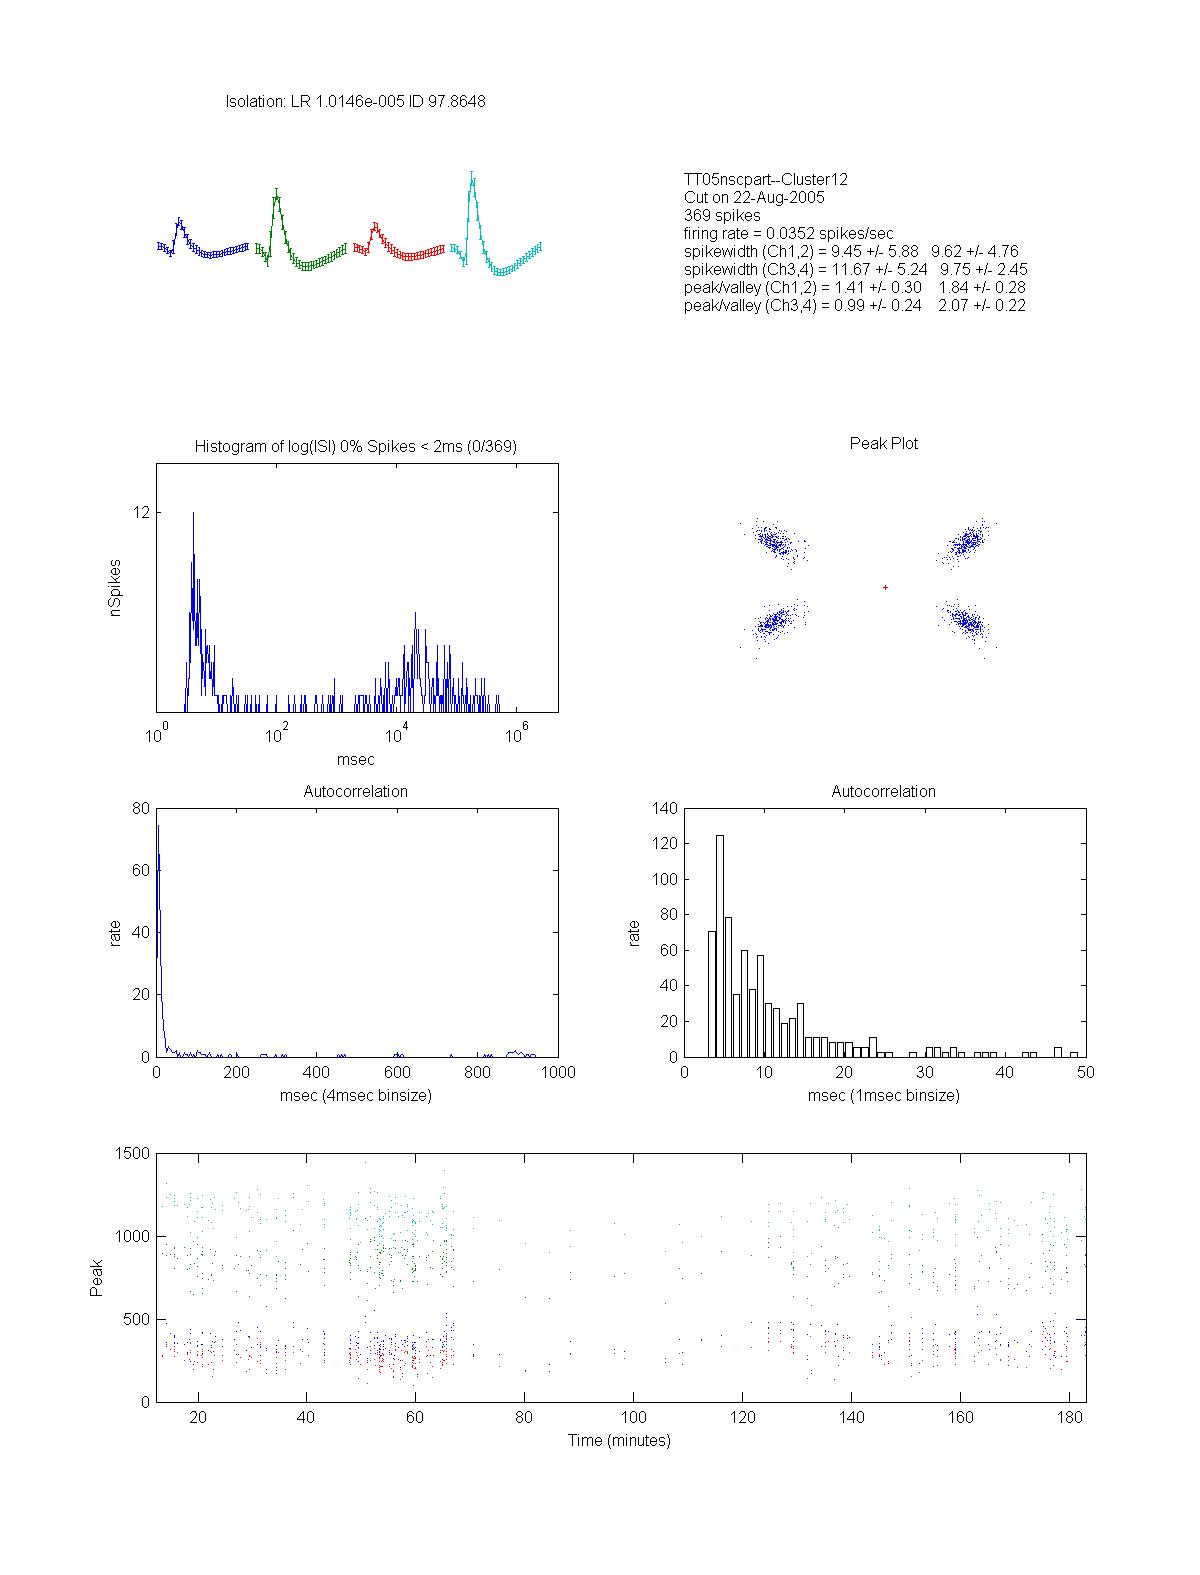 Isolation: LR 1.0146e-005 ID 97.8648
TT05nscpart--Cluster12
Cut on 22-Aug-2005
369 spikes
firing rate = 0.0352 spikes/sec
spikewidth (Ch1,2) = 9.45 +/- 5.88 9.62 +/- 4.76
spikewidth (Ch3,4) = 11.67 +/- 5.24 9.75 +/- 2.45
peak/valley (Ch1,2) = 1.41 +/- 0.30 1.84 +/- 0.28
peak/valley (Ch3,4) = 0.99 +/- 0.24 2.07 +/- 0.22
Histogram of log(ISI) 0% Spikes < 2ms (0/369)
12
nSpikes
10^0 10^2 10^4 10^6
msec
Peak Plot
Autocorrelation
80
60
40
20
0
rate
0 200 400 600 800 1000
msec (4msec binsize)
Autocorrelation
140
120
100
80
60
40
20
0
rate
0 10 20 30 40 50
msec (1msec binsize)
1500
1000
500
0
Peak
20 40 60 80 100 120 140 160 180
Time (minutes)